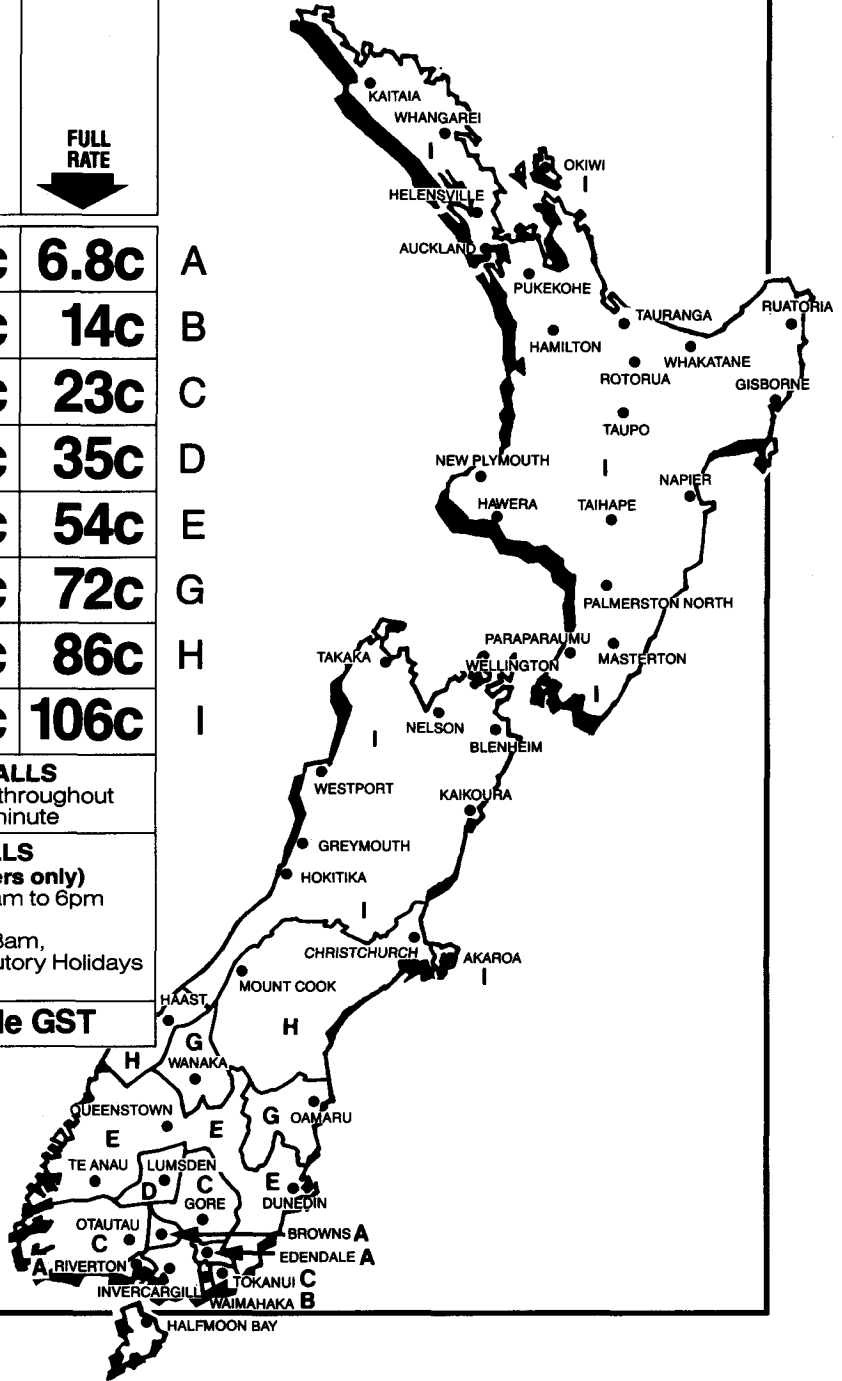 FULL
RATE
6.8c A
14c B
23c C
35c D
54c E
72c G
86c H
106c I
ALLS
throughout
minute
LLS
ers only)
am to 6pm
8am,
utory Holidays
de GST
KAITAIA
WHANGAREI
I
OKIWI
I
HELENSVILLE
AUCKLAND
PUKEKOHE
RUATORIA
TAURANGA
HAMILTON
WHAKATANE
ROTORUA
GISBORNE
TAUPO
NEW PLYMOUTH
I
NAPIER
HAWERA
TAIHAPE
PALMERSTON NORTH
PARAPARAUMU
TAKAKA
WELLINGTON
MASTERTON
I
NELSON
I
BLENHEIM
WESTPORT
KAIKOURA
GREYMOUTH
HOKITIKA
I
CHRISTCHURCH
AKAROA
I
MOUNT COOK
HAAST
H
G
H
WANAKA
QUEENSTOWN
G OAMARU
E
E
TE ANAU
LUMSDEN
D
C
E
GORE
DUNEDIN
OTAUTAU
C
BROWNS A
EDENDALE A
A RIVERTON
TOKANUI C
INVERCARGILL
WAIMAHAKA B
HALFMOON BAY